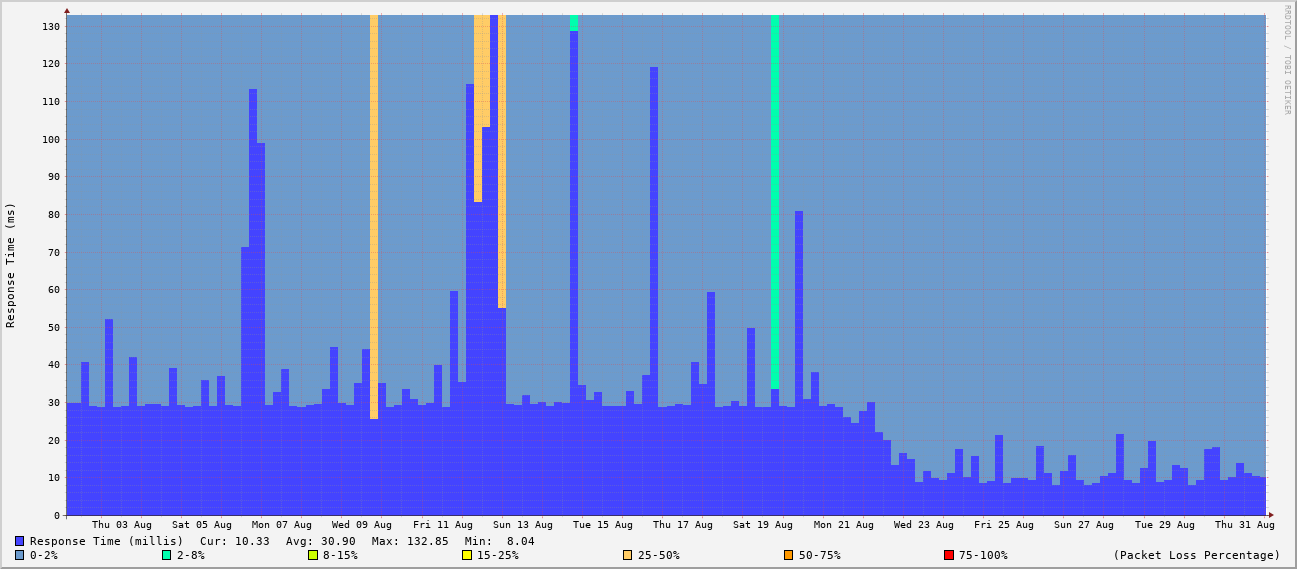 RRDTOOL / TOBI OETIKER
Response Time (ms)
130
120
110
100
90
80
70
60
50
40
30
20
10
0
Thu 03 Aug Sat 05 Aug Mon 07 Aug Wed 09 Aug Fri 11 Aug Sun 13 Aug Tue 15 Aug Thu 17 Aug Sat 19 Aug Mon 21 Aug Wed 23 Aug Fri 25 Aug Sun 27 Aug Tue 29 Aug Thu 31 Aug
Response Time (millis) Cur: 10.33 Avg: 30.90 Max: 132.85 Min: 8.04
0-2% 2-8% 8-15% 15-25% 25-50% 50-75% 75-100% (Packet Loss Percentage)